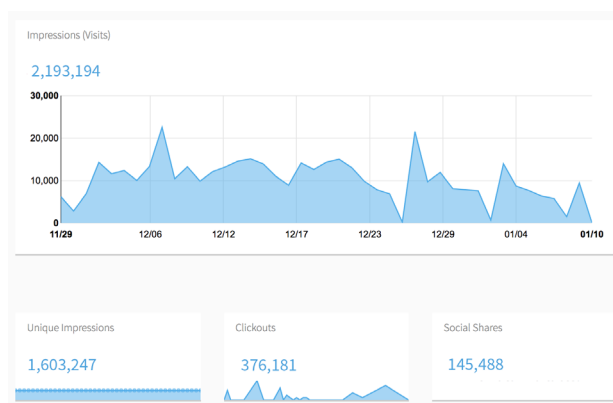 Impressions (Visits)
2,193,194
30,000
20,000
10,000
0
11/29 12/06 12/12 12/17 12/23 12/29 01/04 01/10
Unique Impressions
1,603,247
Clickouts
376,181
Social Shares
145,488